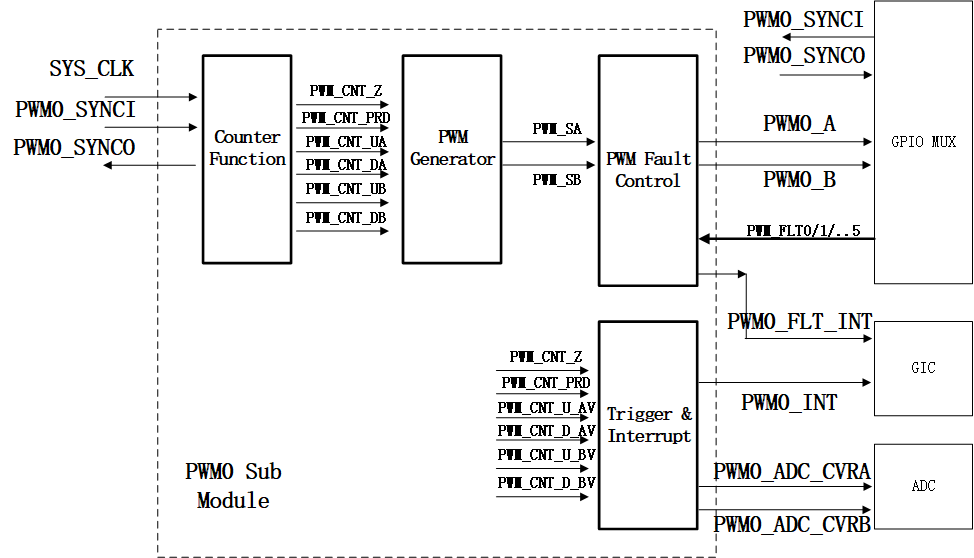 PWM0_SYNCI
PWM0_SYNCO
SYS_CLK
PWM0_SYNCI
PWM0_SYNCO
Counter
Function
PWM_CNT_Z
PWM_CNT_PRD
PWM_CNT_UA
PWM_CNT_DA
PWM_CNT_UB
PWM_CNT_DB
PWM
Generator
PWM_SA
PWM_SB
PWM Fault
Control
PWM0_A
PWM0_B
GPIO MUX
PWM_FLT0/1/..5
PWM0_FLT_INT
GIC
PWM_CNT_Z
PWM_CNT_PRD
PWM_CNT_U_AV
PWM_CNT_D_AV
PWM_CNT_U_BV
PWM_CNT_D_BV
Trigger &
Interrupt
PWM0_INT
PWM0_ADC_CVRA
PWM0_ADC_CVRB
ADC
PWM0 Sub
Module